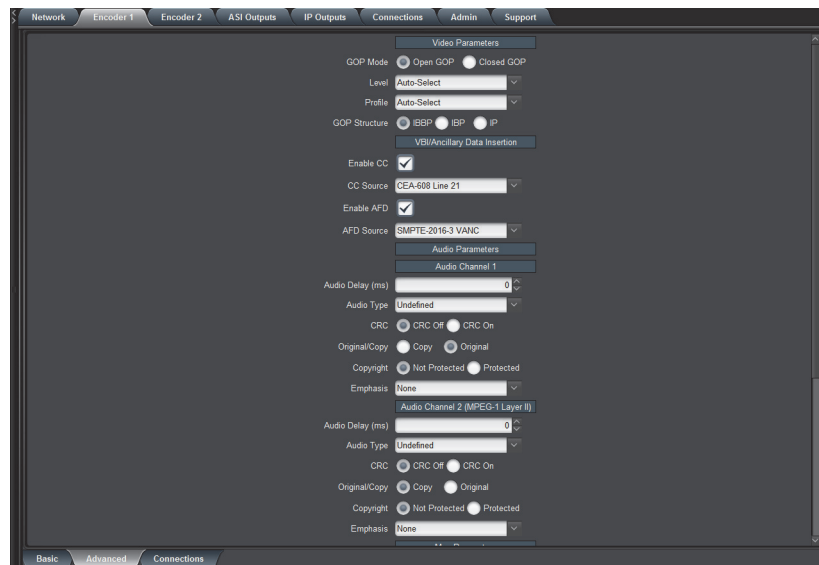 Network Encoder 1 Encoder 2 ASI Outputs IP Outputs Connections Admin Support
Video Parameters
GOP Mode Open GOP Closed GOP
Level Auto-Select
Profile Auto-Select
GOP Structure IBBP IBP IP
VBI/Ancillary Data Insertion
Enable CC
CC Source CEA-608 Line 21
Enable AFD
AFD Source SMPTE-2016-3 VANC
Audio Parameters
Audio Channel 1
Audio Delay (ms) 0
Audio Type Undefined
CRC CRC Off CRC On
Original/Copy Copy Original
Copyright Not Protected Protected
Emphasis None
Audio Channel 2 (MPEG-1 Layer II)
Audio Delay (ms) 0
Audio Type Undefined
CRC CRC Off CRC On
Original/Copy Copy Original
Copyright Not Protected Protected
Emphasis None
Basic Advanced Connections